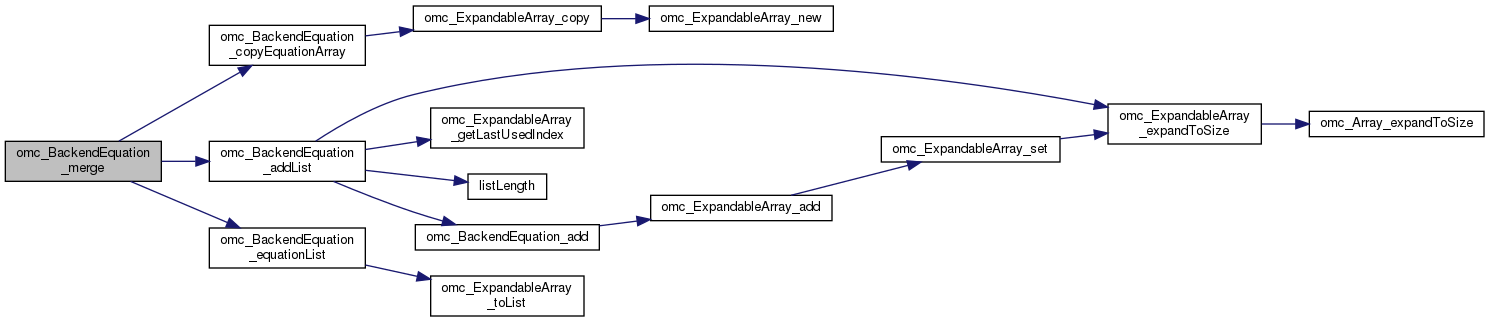 omc_BackendEquation
_merge
omc_BackendEquation
_copyEquationArray
omc_ExpandableArray_copy
omc_ExpandableArray_new
omc_BackendEquation
_addList
omc_ExpandableArray
_getLastUsedIndex
listLength
omc_BackendEquation_add
omc_ExpandableArray_add
omc_ExpandableArray_set
omc_ExpandableArray
_expandToSize
omc_Array_expandToSize
omc_BackendEquation
_equationList
omc_ExpandableArray
_toList